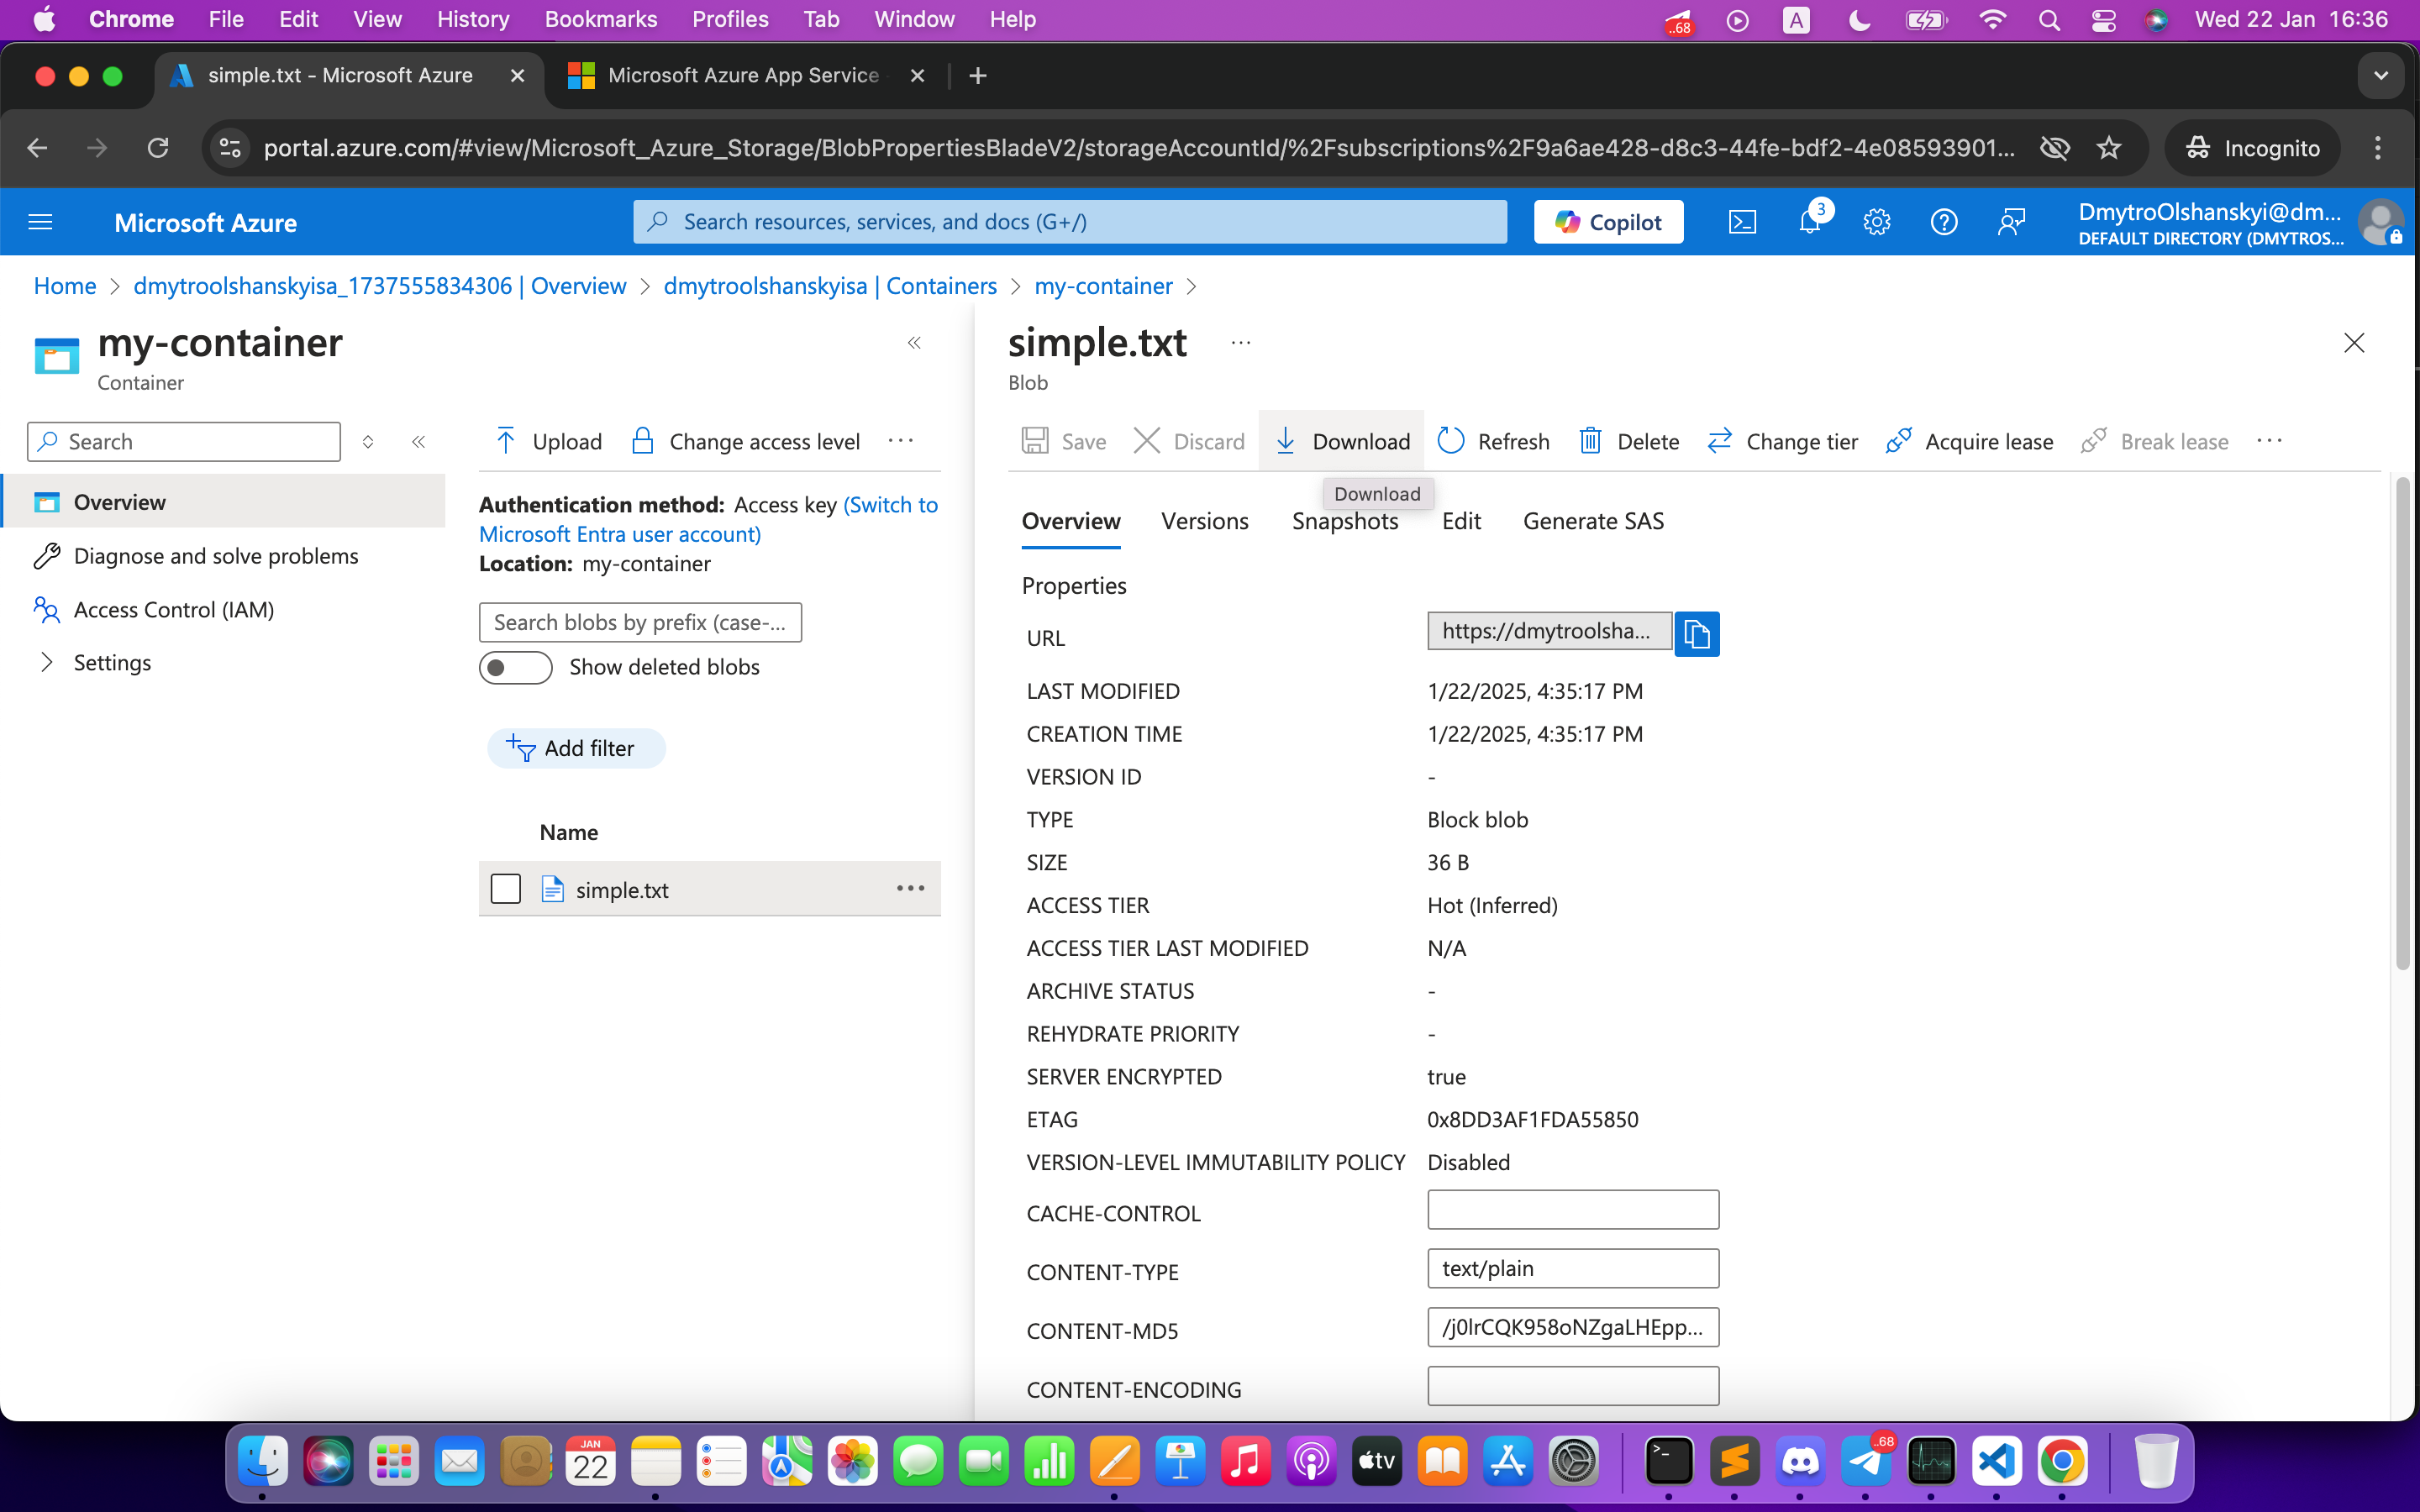 Chrome File Edit View History Bookmarks Profiles Tab Window Help ..68 A Wed 22 Jan 16:36
simple.txt - Microsoft Azure Microsoft Azure App Service
portal.azure.com/#view/Microsoft_Azure_Storage/BlobPropertiesBladeV2/storageAccountId/%2Fsubscriptions%2F9a6ae428-d8c3-44fe-bdf2-4e08593901... Incognito
Microsoft Azure Search resources, services, and docs (G+/) Copilot 3 DmytroOlshanskyi@dm...
DEFAULT DIRECTORY (DMYTROS...
Home > dmytroolshanskyisa_1737555834306 | Overview > dmytroolshanskyisa | Containers > my-container >
my-container
Container
Search
Overview
Diagnose and solve problems
Access Control (IAM)
Settings
Upload Change access level ...
Authentication method: Access key (Switch to
Microsoft Entra user account)
Location: my-container
Search blobs by prefix (case-...
Show deleted blobs
Add filter
Name
simple.txt ...
simple.txt ...
Blob
Save Discard Download Refresh Delete Change tier Acquire lease Break lease ...
Download
Overview Versions Snapshots Edit Generate SAS
Properties
URL https://dmytroolsha...
LAST MODIFIED 1/22/2025, 4:35:17 PM
CREATION TIME 1/22/2025, 4:35:17 PM
VERSION ID -
TYPE Block blob
SIZE 36 B
ACCESS TIER Hot (Inferred)
ACCESS TIER LAST MODIFIED N/A
ARCHIVE STATUS -
REHYDRATE PRIORITY -
SERVER ENCRYPTED true
ETAG 0x8DD3AF1FDA55850
VERSION-LEVEL IMMUTABILITY POLICY Disabled
CACHE-CONTROL
CONTENT-TYPE text/plain
CONTENT-MD5 /j0lrCQK958oNZgaLHEpp...
CONTENT-ENCODING
JAN
22
tv
..68